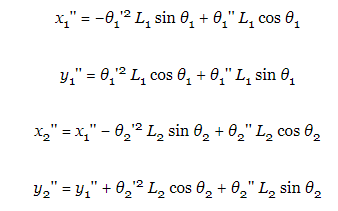 x₁" = −θ₁'² L₁ sin θ₁ + θ₁" L₁ cos θ₁
y₁" = θ₁'² L₁ cos θ₁ + θ₁" L₁ sin θ₁
x₂" = x₁" − θ₂'² L₂ sin θ₂ + θ₂" L₂ cos θ₂
y₂" = y₁" + θ₂'² L₂ cos θ₂ + θ₂" L₂ sin θ₂